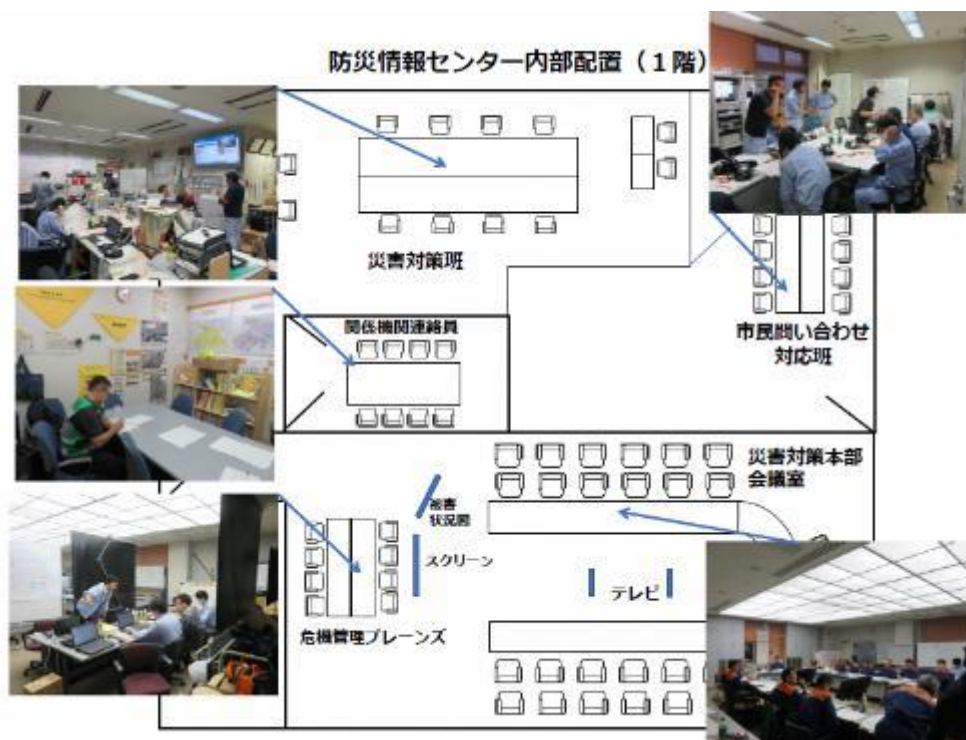 防災情報センター内部配置（１階）
災害対策班
関係機関連絡員
市民問い合わせ
対応班
災害対策本部
会議室
被害
状況図
スクリーン
テレビ
危機管理ブレーンズ